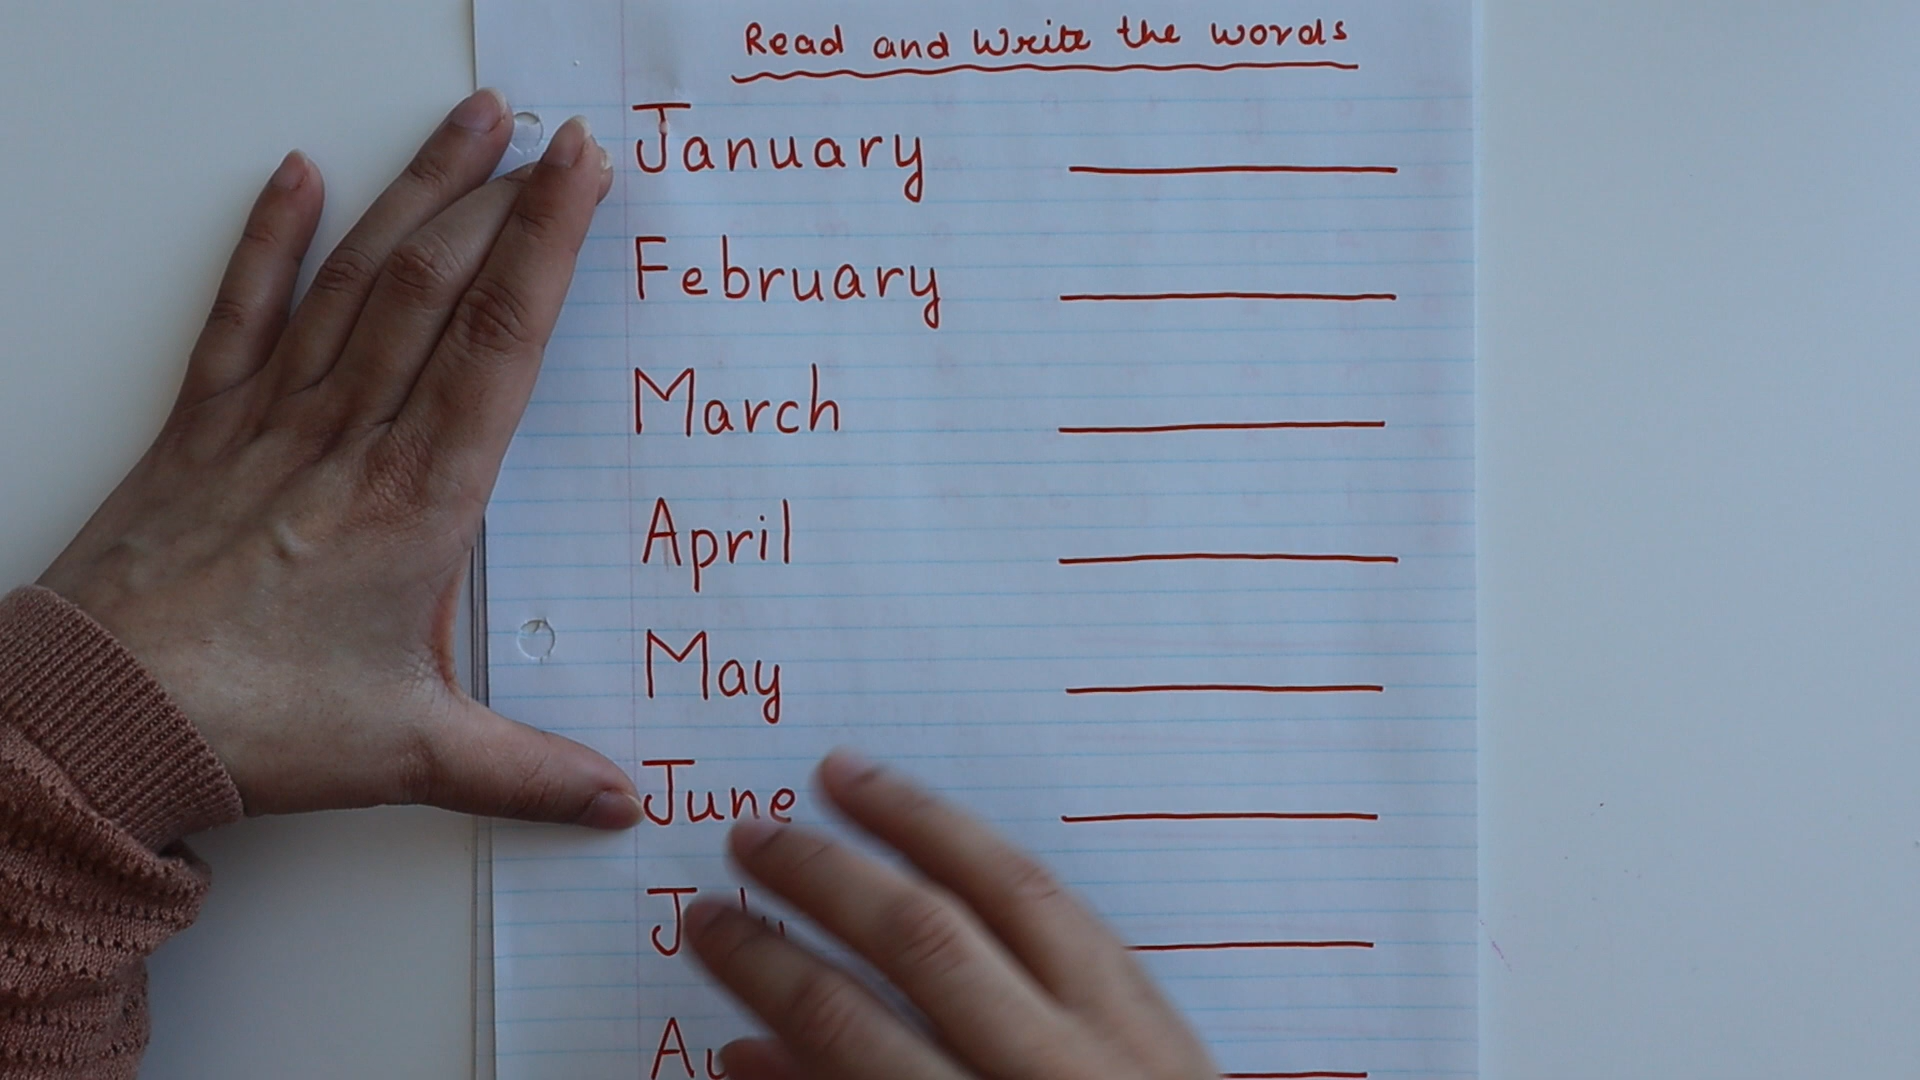 Read and Write the words
January
February
March
April
May
June